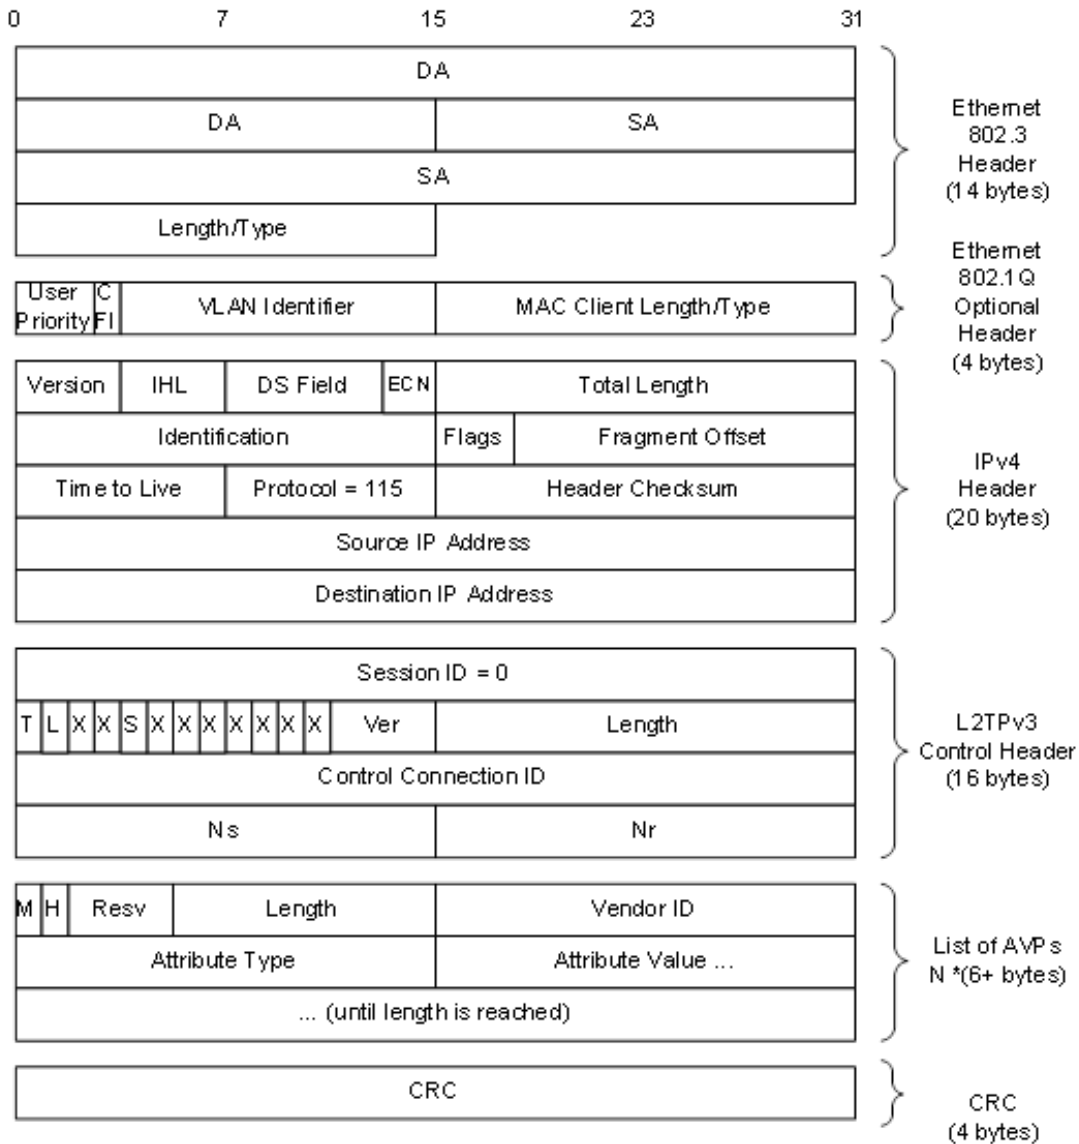 0 7 15 23 31
DA
DA SA
SA
Length/Type
Ethernet
802.3
Header
(14 bytes)
User C
Priority FI
VLAN Identifier MAC Client Length/Type
Ethernet
802.1Q
Optional
Header
(4 bytes)
Version IHL DS Field ECN Total Length
Identification Flags Fragment Offset
Time to Live Protocol = 115 Header Checksum
Source IP Address
Destination IP Address
IPv4
Header
(20 bytes)
Session ID = 0
T L X X S X X X X X X X Ver Length
Control Connection ID
Ns Nr
L2TPv3
Control Header
(16 bytes)
M H Resv Length Vendor ID
Attribute Type Attribute Value ...
... (until length is reached)
List of AVPs
N *(6+ bytes)
CRC
CRC
(4 bytes)